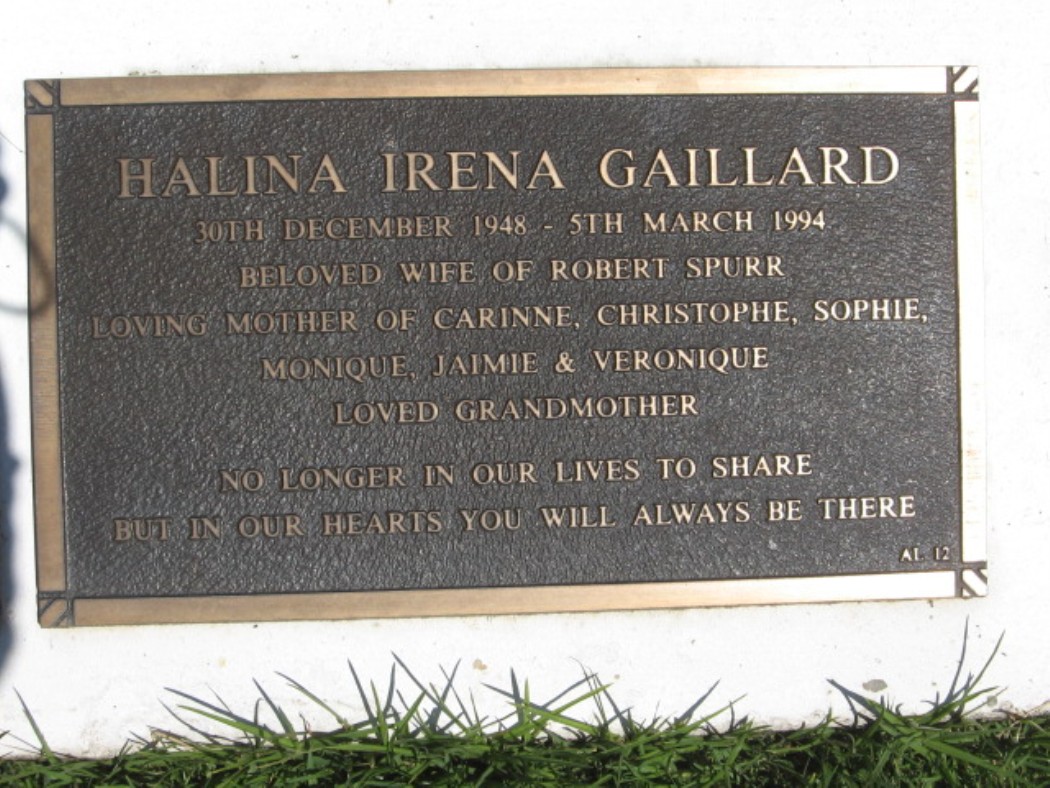 HALINA IRENA GAILLARD
30TH DECEMBER 1948 - 5TH MARCH 1994
BELOVED WIFE OF ROBERT SPURR
LOVING MOTHER OF CARINNE, CHRISTOPHE, SOPHIE,
MONIQUE, JAIMIE & VERONIQUE
LOVED GRANDMOTHER
NO LONGER IN OUR LIVES TO SHARE
BUT IN OUR HEARTS YOU WILL ALWAYS BE THERE
AL 12